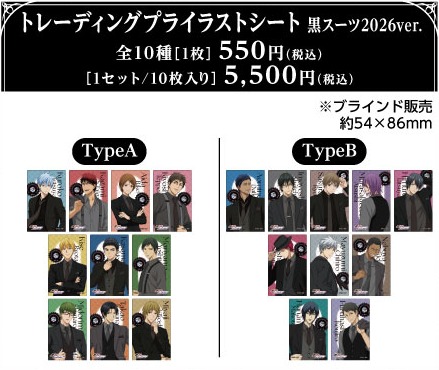 トレーディングプライラストシート 黒スーツ2026ver.
全10種[1枚] 550円(税込)
[1セット/10枚入り] 5,500円(税込)
※ブラインド販売
約54×86mm
TypeA
TypeB